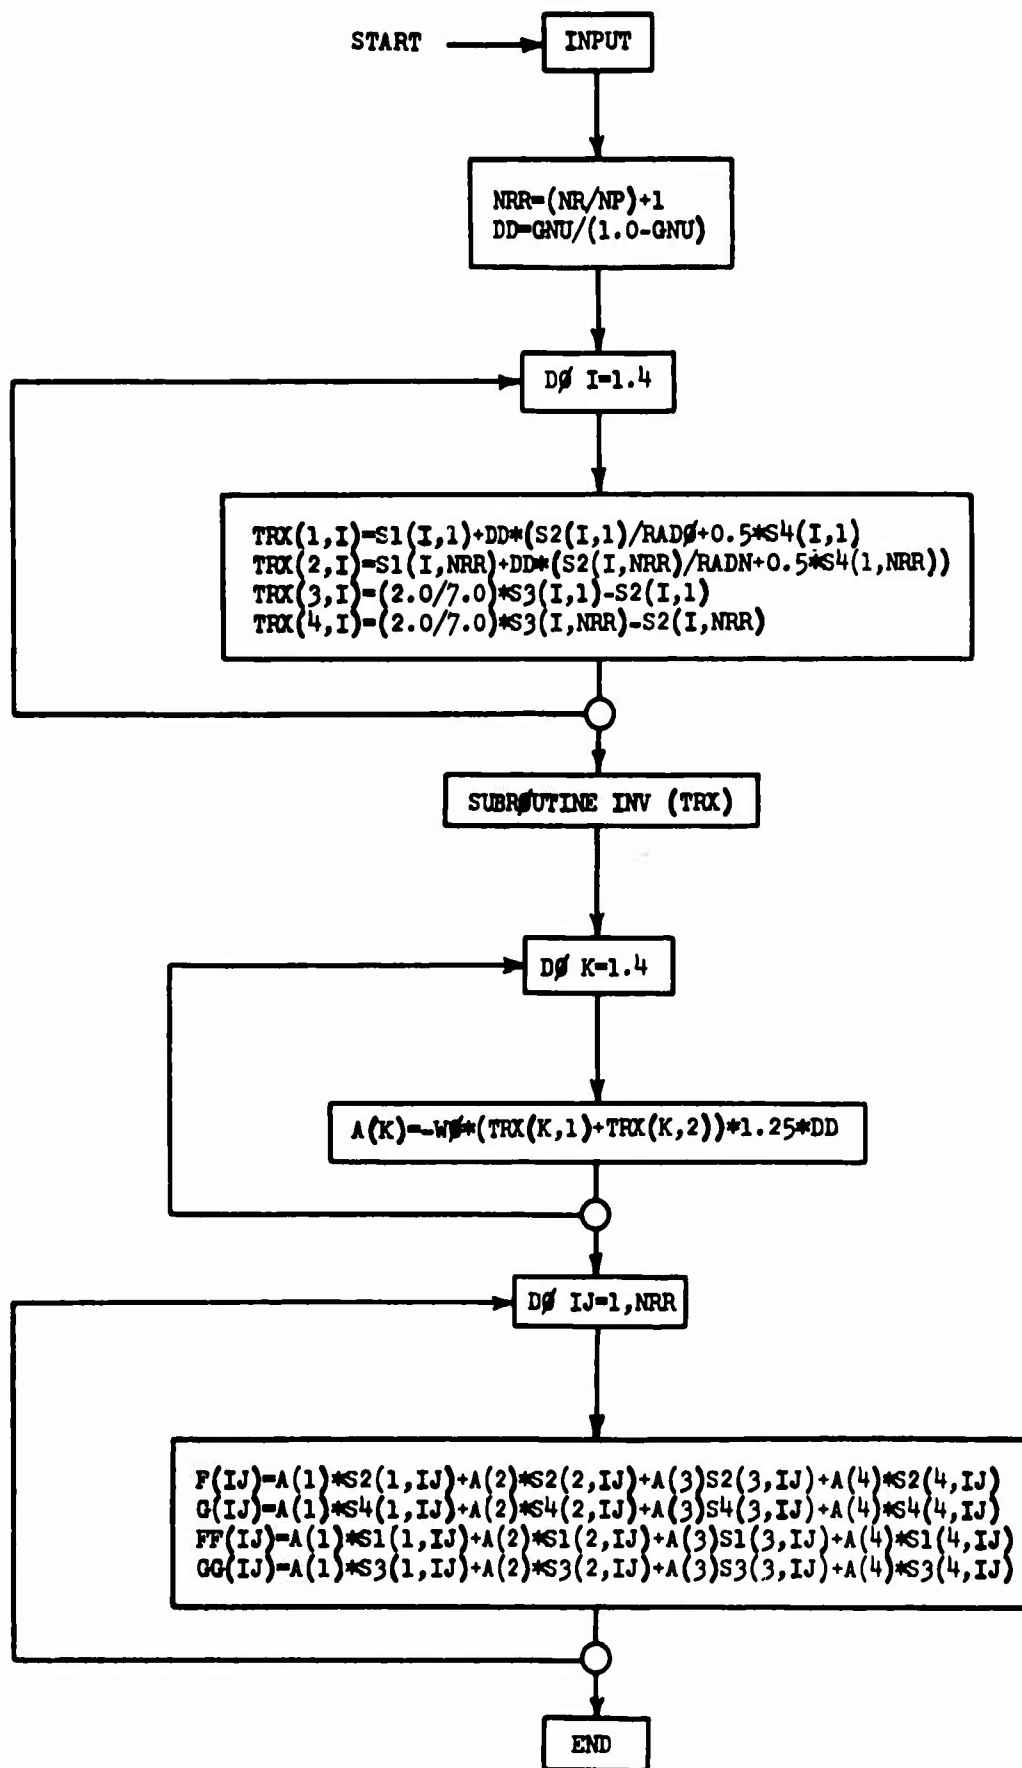 START
INPUT
NRR=(NR/NP)+1
DD=GNU/(1.0-GNU)
DØ I=1.4
TRX(1,I)=S1(I,1)+DD*(S2(I,1)/RADØ+0.5*S4(I,1)
TRX(2,I)=S1(I,NRR)+DD*(S2(I,NRR)/RADN+0.5*S4(1,NRR))
TRX(3,I)=(2.0/7.0)*S3(I,1)-S2(I,1)
TRX(4,I)=(2.0/7.0)*S3(I,NRR)-S2(I,NRR)
SUBRØUTINE INV (TRX)
DØ K=1.4
A(K)=-WØ*(TRX(K,1)+TRX(K,2))*1.25*DD
DØ IJ=1,NRR
F(IJ)=A(1)*S2(1,IJ)+A(2)*S2(2,IJ)+A(3)S2(3,IJ)+A(4)*S2(4,IJ)
G(IJ)=A(1)*S4(1,IJ)+A(2)*S4(2,IJ)+A(3)S4(3,IJ)+A(4)*S4(4,IJ)
FF(IJ)=A(1)*S1(1,IJ)+A(2)*S1(2,IJ)+A(3)S1(3,IJ)+A(4)*S1(4,IJ)
GG(IJ)=A(1)*S3(1,IJ)+A(2)*S3(2,IJ)+A(3)S3(3,IJ)+A(4)*S3(4,IJ)
END